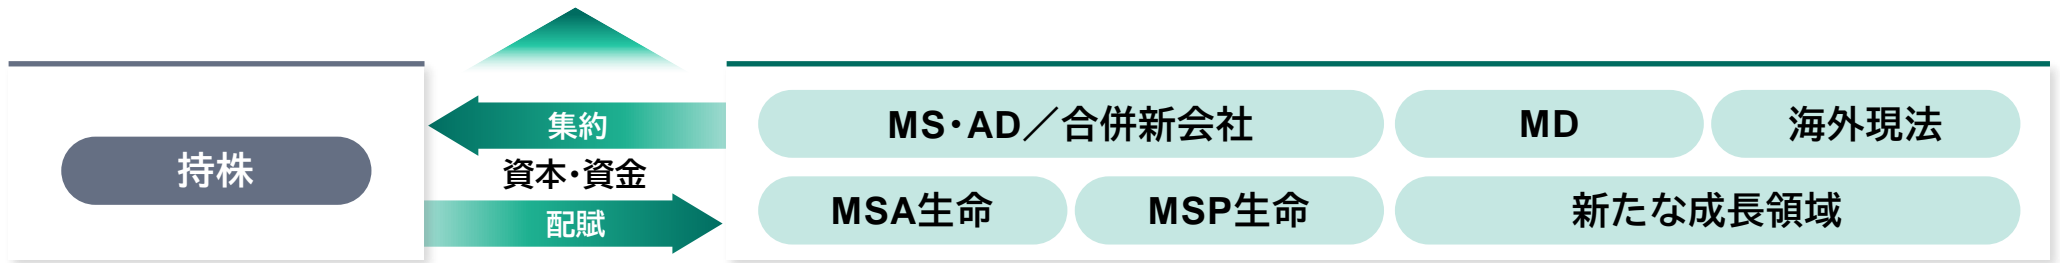 持株
集約
資本・資金
配賦
MS・AD／合併新会社
MD
海外現法
MSA生命
MSP生命
新たな成長領域